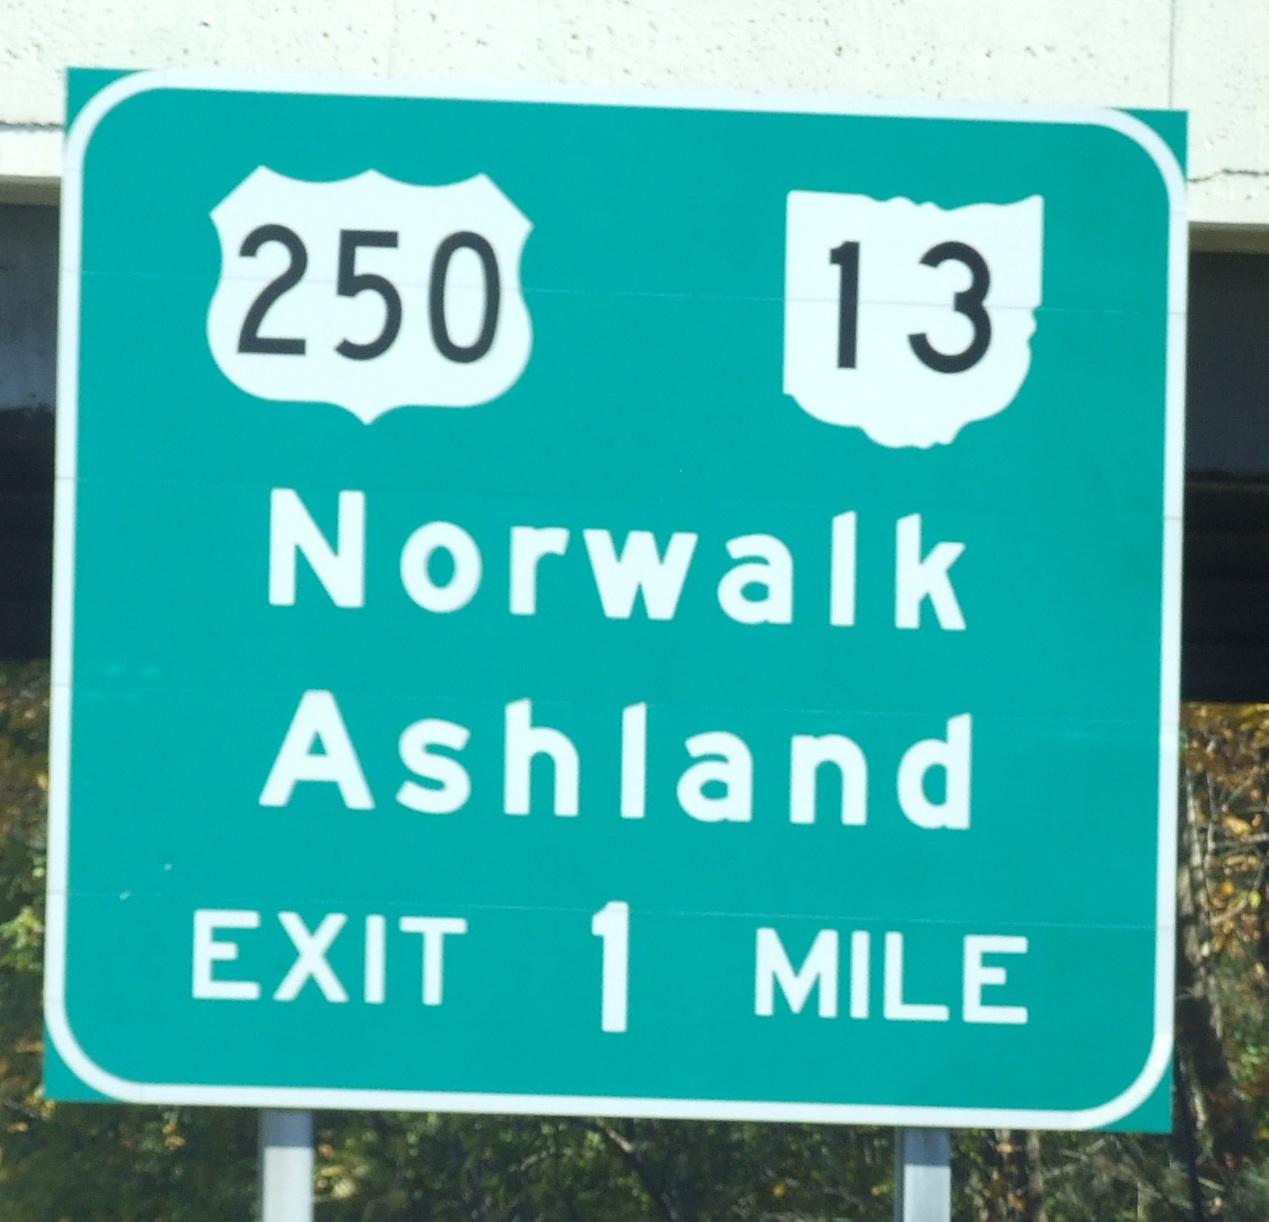 250 13
Norwalk
Ashland
EXIT 1 MILE